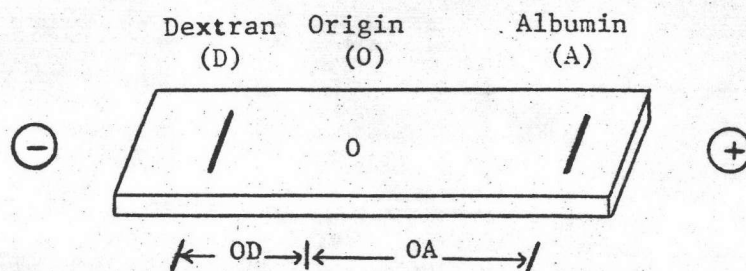 Dextran Origin Albumin
(D) (O) (A)
− O +
OD OA